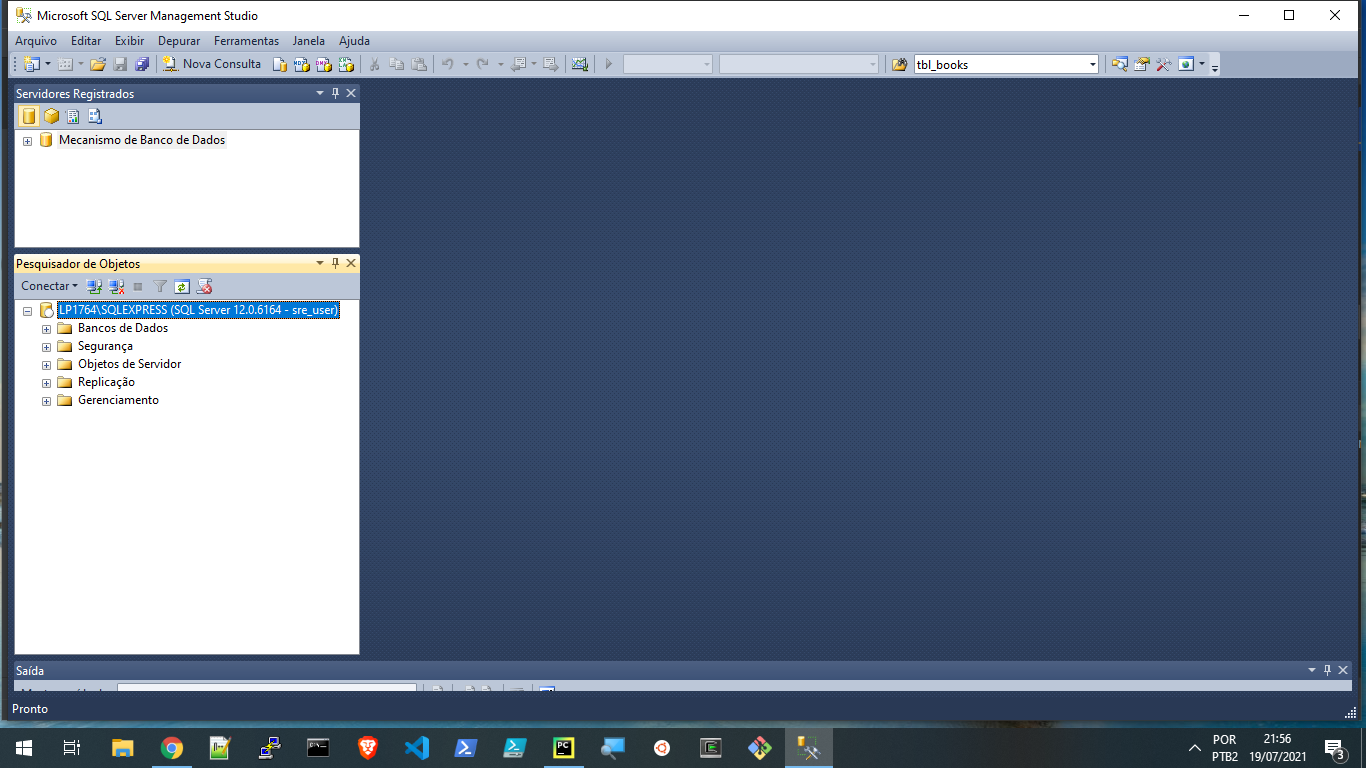 Microsoft SQL Server Management Studio
Arquivo Editar Exibir Depurar Ferramentas Janela Ajuda
Nova Consulta tbl_books
Servidores Registrados
Mecanismo de Banco de Dados
Pesquisador de Objetos
Conectar
LP1764\SQLEXPRESS (SQL Server 12.0.6164 - sre_user)
Bancos de Dados
Segurança
Objetos de Servidor
Replicação
Gerenciamento
Saída
Pronto
POR 21:56
PTB2 19/07/2021 3